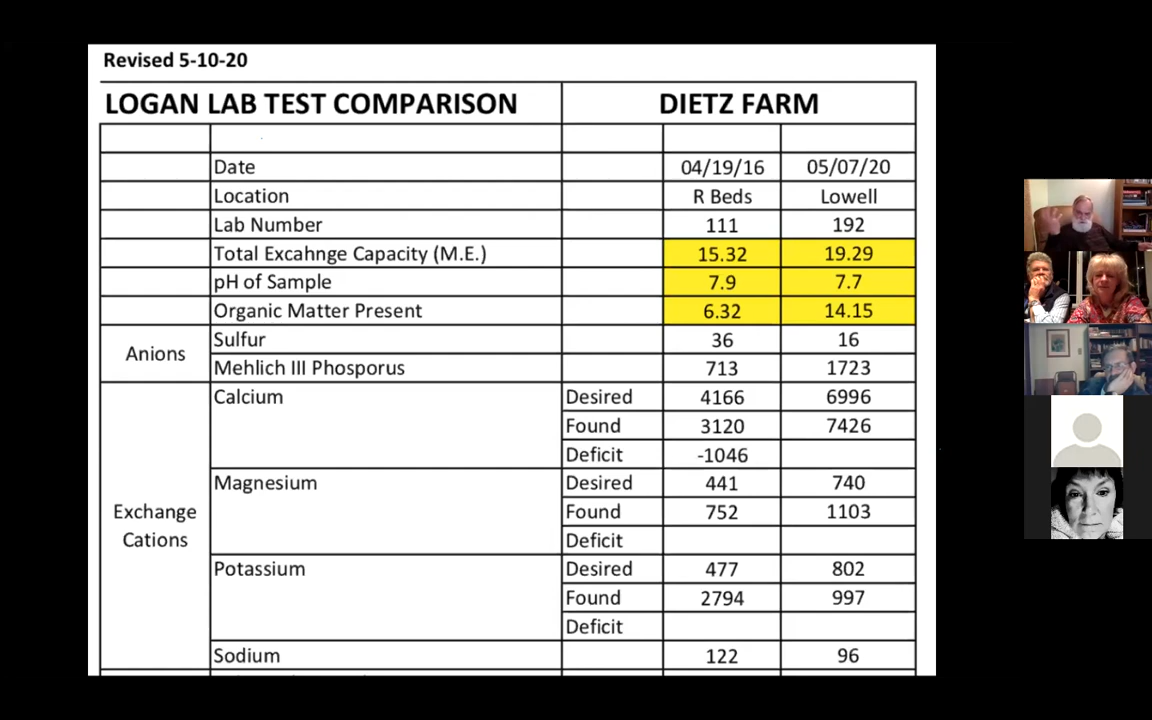 Revised 5-10-20
LOGAN LAB TEST COMPARISON DIETZ FARM
Date 04/19/16 05/07/20
Location R Beds Lowell
Lab Number 111 192
Total Excahnge Capacity (M.E.) 15.32 19.29
pH of Sample 7.9 7.7
Organic Matter Present 6.32 14.15
Anions
Sulfur 36 16
Mehlich III Phosporus 713 1723
Exchange
Cations
Calcium Desired 4166 6996
Found 3120 7426
Deficit -1046
Magnesium Desired 441 740
Found 752 1103
Deficit
Potassium Desired 477 802
Found 2794 997
Deficit
Sodium 122 96